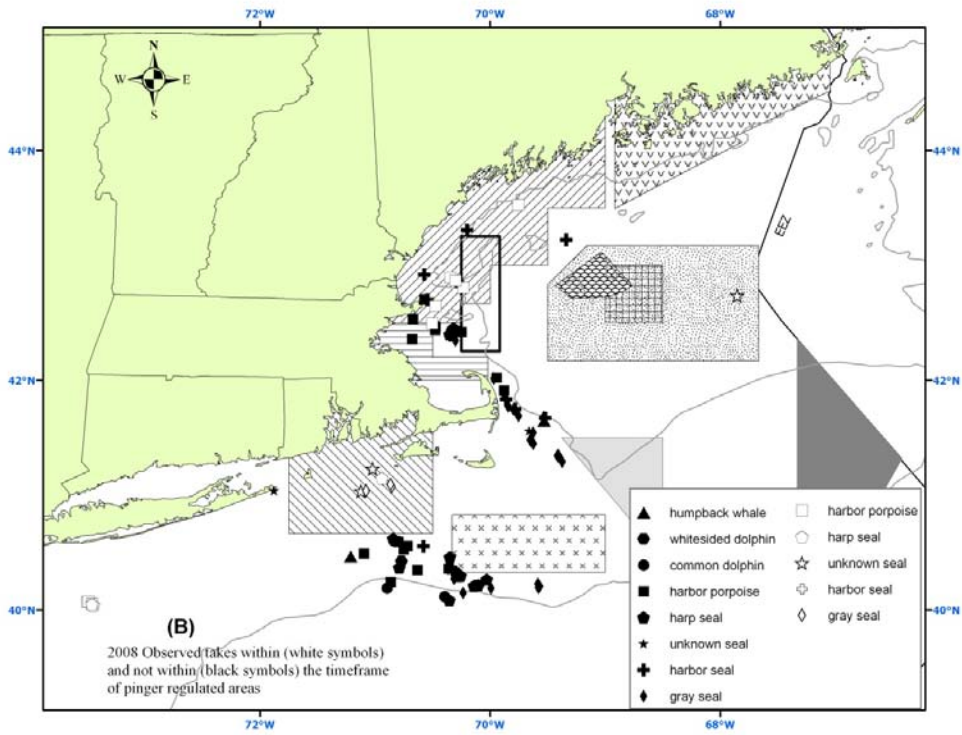 72°W 70°W 68°W
N
W E
S
44°N 44°N
EEZ
42°N 42°N
40°N 40°N
humpback whale
whitesided dolphin
common dolphin
harbor porpoise
harp seal
unknown seal
harbor seal
gray seal
harbor porpoise
harp seal
unknown seal
harbor seal
gray seal
(B)
2008 Observed takes within (white symbols)
and not within (black symbols) the timeframe
of pinger regulated areas
72°W 70°W 68°W